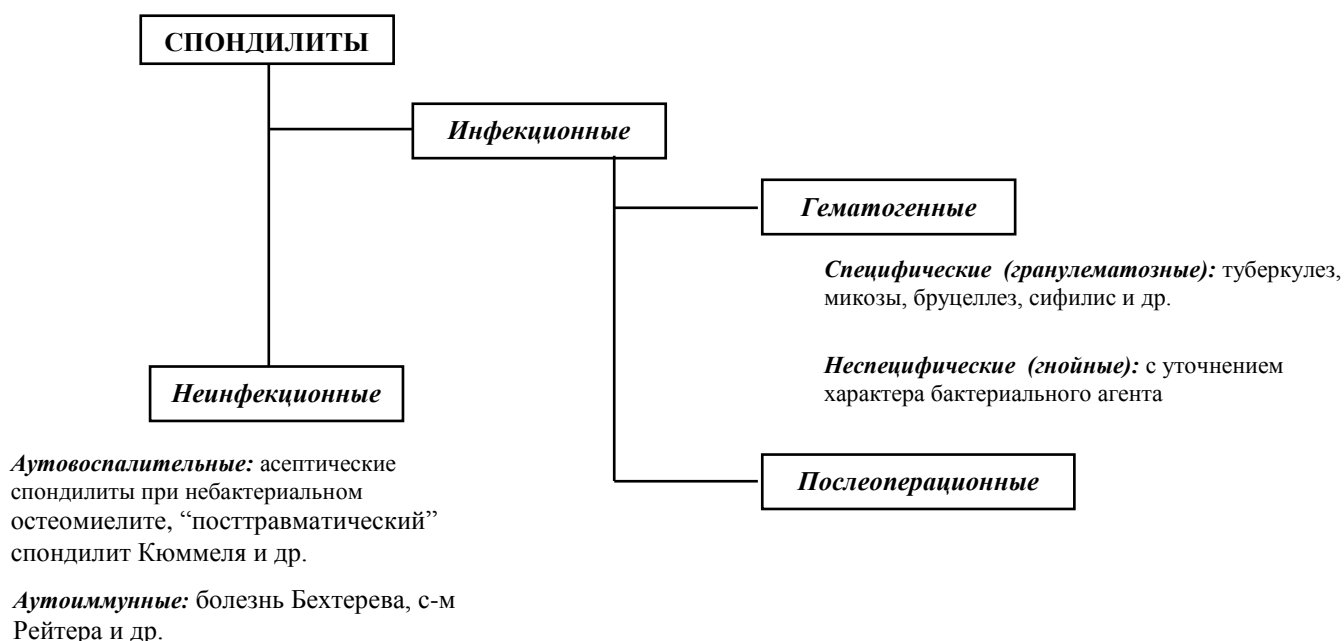 СПОНДИЛИТЫ
Инфекционные
Гематогенные
Специфические (гранулематозные): туберкулез,
микозы, бруцеллез, сифилис и др.
Неспецифические (гнойные): с уточнением
характера бактериального агента
Послеоперационные
Неинфекционные
Аутовоспалительные: асептические
спондилиты при небактериальном
остеомиелите, “посттравматический”
спондилит Кюммеля и др.
Аутоиммунные: болезнь Бехтерева, с-м
Рейтера и др.